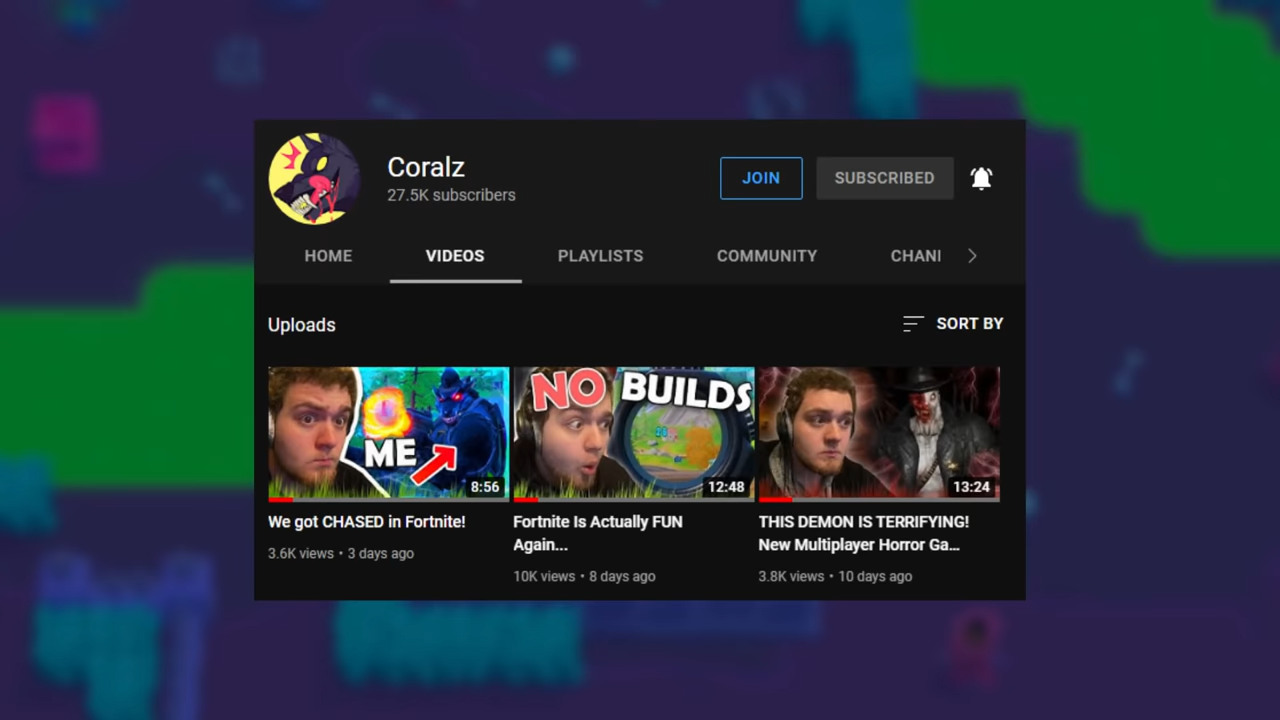 Coralz
27.5K subscribers
JOIN
SUBSCRIBED
HOME
VIDEOS
PLAYLISTS
COMMUNITY
CHANI
Uploads
SORT BY
ME
8:56
NO BUILDS
12:48
13:24
We got CHASED in Fortnite!
3.6K views • 3 days ago
Fortnite Is Actually FUN
Again...
10K views • 8 days ago
THIS DEMON IS TERRIFYING!
New Multiplayer Horror Ga...
3.8K views • 10 days ago